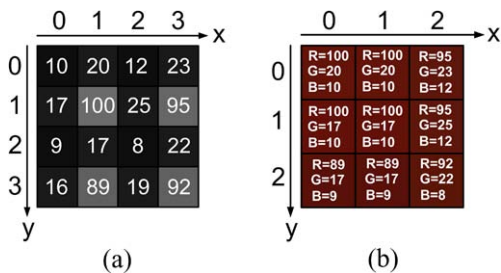 0 1 2 3 x
0 10 20 12 23
1 17 100 25 95
2 9 17 8 22
3 16 89 19 92
y
(a)
0 1 2 x
0
R=100 R=100 R=95
G=20 G=20 G=23
B=10 B=10 B=12
1
R=100 R=100 R=95
G=17 G=17 G=25
B=10 B=10 B=12
2
R=89 R=89 R=92
G=17 G=17 G=22
B=9 B=9 B=8
y
(b)